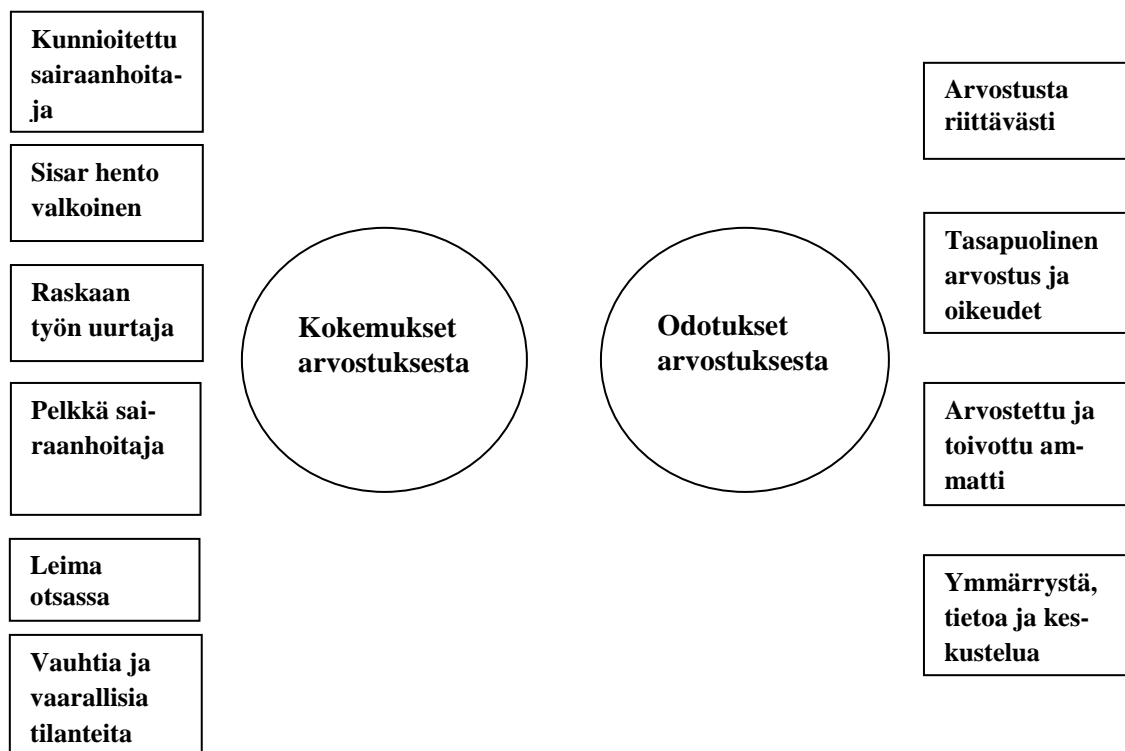 Kunnioitettu
sairaanhoita-
ja
Sisar hento
valkoinen
Raskaan
työn uurtaja
Pelkkä sai-
raanhoitaja
Leima
otsassa
Vauhtia ja
vaarallisia
tilanteita
Kokemukset
arvostuksesta
Odotukset
arvostuksesta
Arvostusta
riittävästi
Tasapuolinen
arvostus ja
oikeudet
Arvostettu ja
toivottu am-
matti
Ymmärrystä,
tietoa ja kes-
kustelua